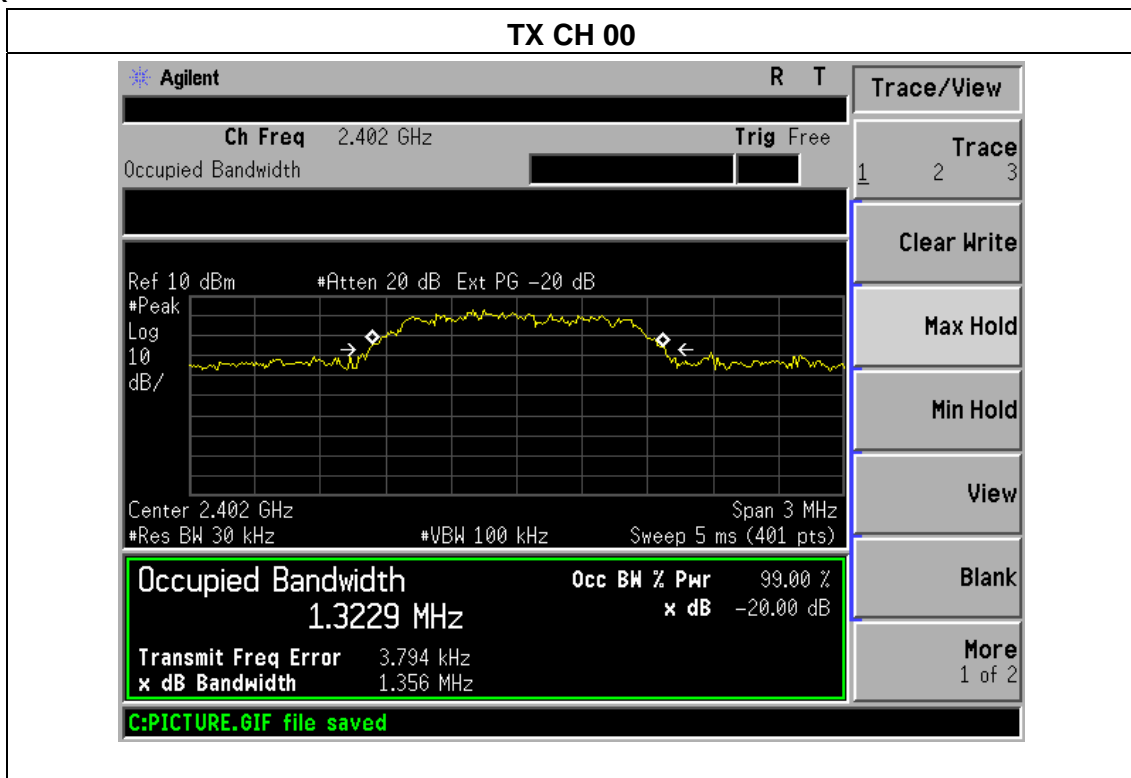 TX CH 00
Agilent R T
Ch Freq 2.402 GHz Trig Free
Occupied Bandwidth
Ref 10 dBm #Atten 20 dB Ext PG -20 dB
#Peak
Log
10
dB/
Center 2.402 GHz Span 3 MHz
#Res BW 30 kHz #VBW 100 kHz Sweep 5 ms (401 pts)
Occupied Bandwidth
1.3229 MHz
Occ BW % Pwr 99.00 %
x dB -20.00 dB
Transmit Freq Error 3.794 kHz
x dB Bandwidth 1.356 MHz
C:PICTURE.GIF file saved
Trace/View
Trace
1 2 3
Clear Write
Max Hold
Min Hold
View
Blank
More
1 of 2